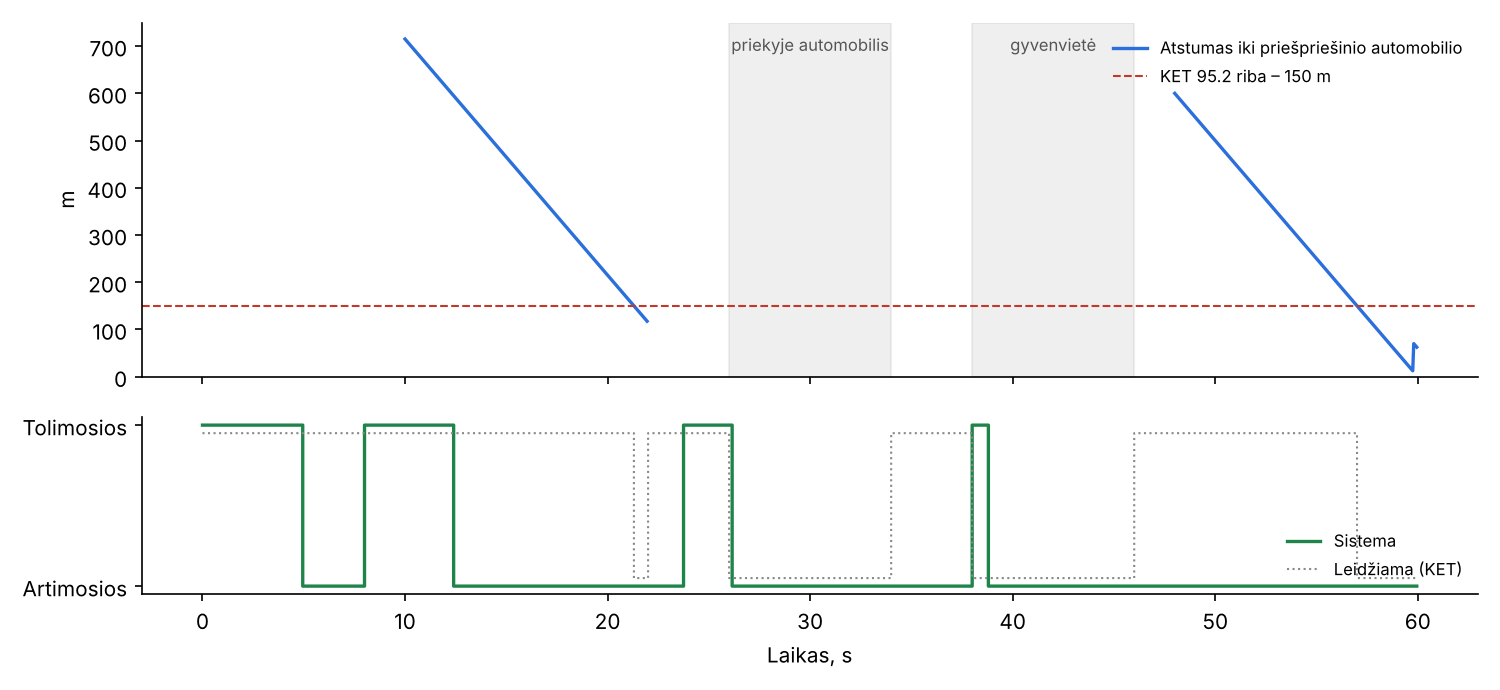 priekyje automobilis
gyvenvietė
Atstumas iki priešpriešinio automobilio
KET 95.2 riba – 150 m
700
600
500
400
300
200
100
0
m
Tolimosios
Artimosios
Sistema
Leidžiama (KET)
0
10
20
30
40
50
60
Laikas, s